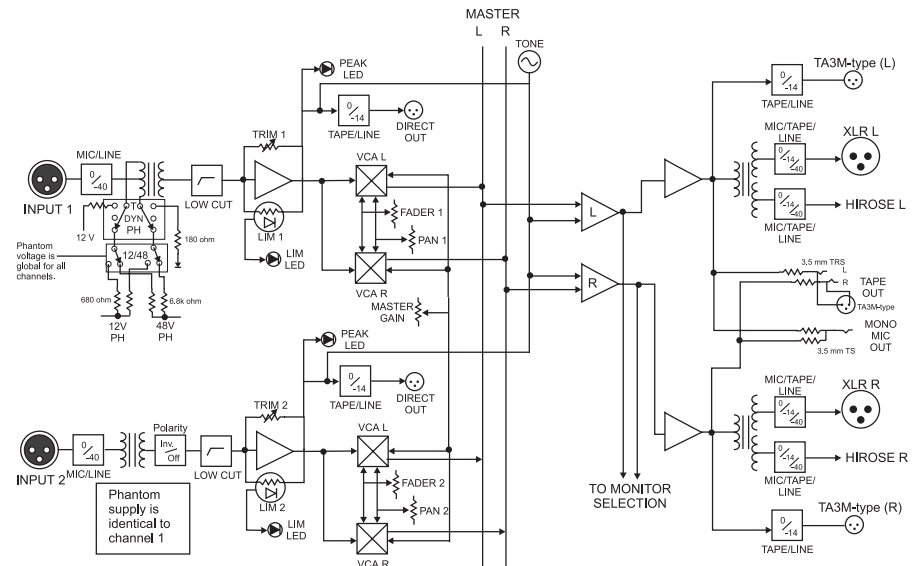 MASTER
L R
TONE
PEAK
LED
0/-14
TAPE/LINE
DIRECT
OUT
TRIM 1
MIC/LINE
0/-40
INPUT 1
LOW CUT
LIM 1
LIM
LED
VCA L
FADER 1
PAN 1
VCA R
MASTER
GAIN
T
DYN
PH
12 V
180 ohm
Phantom
voltage is
global for all
channels.
12/48
680 ohm
6.8k ohm
12V
PH
48V
PH
PEAK
LED
0/-14
TAPE/LINE
DIRECT
OUT
TRIM 2
Polarity
Inv.
Off
0/-40
MIC/LINE
INPUT 2
LOW CUT
LIM 2
LIM
LED
VCA L
FADER 2
PAN 2
VCA R
Phantom
supply is
identical to
channel 1
L
R
TO MONITOR
SELECTION
TA3M-type (L)
0/-14
TAPE/LINE
MIC/TAPE/
LINE
0/-14/-40
XLR L
0/-14/-40
HIROSE L
MIC/TAPE/
LINE
3.5 mm TRS
L
R
TAPE
OUT
TA3M-type
MONO
MIC
OUT
3.5 mm TS
MIC/TAPE/
LINE
0/-14/-40
XLR R
0/-14/-40
HIROSE R
MIC/TAPE/
LINE
TA3M-type (R)
0/-14
TAPE/LINE